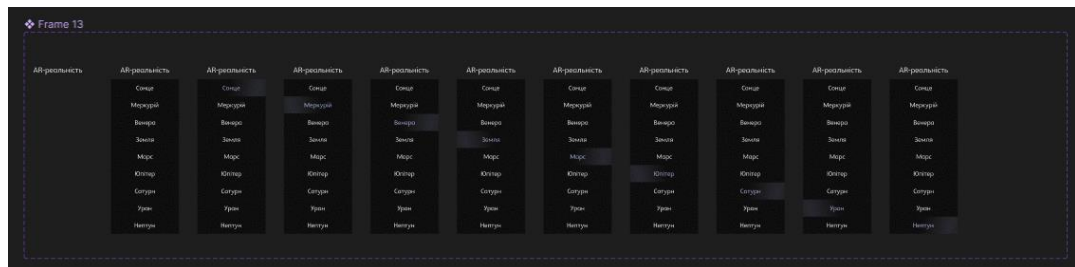 Frame 13
AR-реальність AR-реальність AR-реальність AR-реальність AR-реальність AR-реальність AR-реальність AR-реальність AR-реальність AR-реальність AR-реальність
Сонце Сонце Сонце Сонце Сонце Сонце Сонце Сонце Сонце Сонце
Меркурій Меркурій Меркурій Меркурій Меркурій Меркурій Меркурій Меркурій Меркурій Меркурій
Венера Венера Венера Венера Венера Венера Венера Венера Венера Венера
Земля Земля Земля Земля Земля Земля Земля Земля Земля Земля
Марс Марс Марс Марс Марс Марс Марс Марс Марс Марс
Юпітер Юпітер Юпітер Юпітер Юпітер Юпітер Юпітер Юпітер Юпітер Юпітер
Сатурн Сатурн Сатурн Сатурн Сатурн Сатурн Сатурн Сатурн Сатурн Сатурн
Уран Уран Уран Уран Уран Уран Уран Уран Уран Уран
Нептун Нептун Нептун Нептун Нептун Нептун Нептун Нептун Нептун Нептун